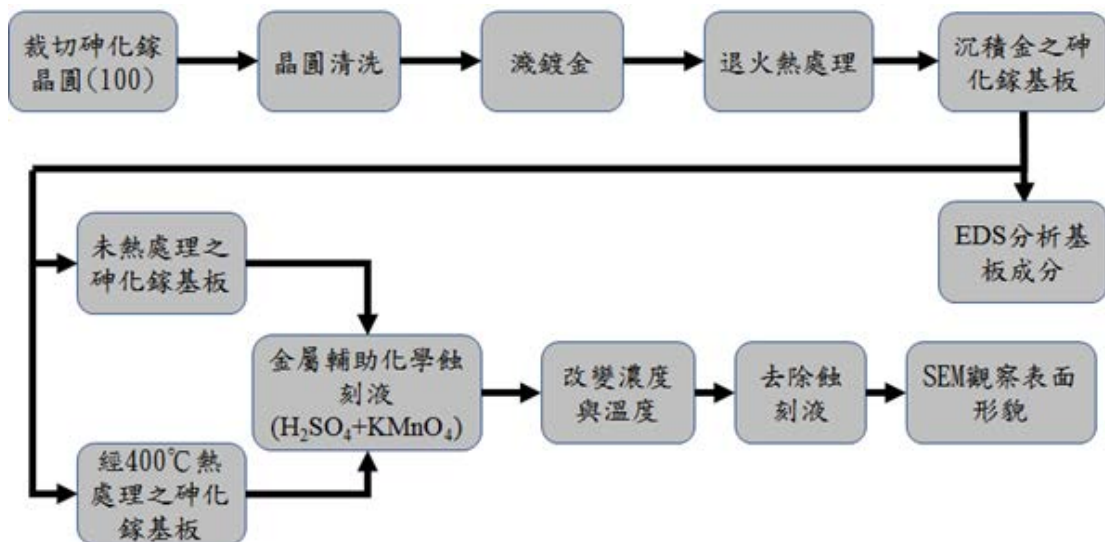 裁切砷化鎵
晶圓(100)
晶圓清洗
濺鍍金
退火熱處理
沉積金之砷
化鎵基板
EDS分析基
板成分
未熱處理之
砷化鎵基板
經400℃熱
處理之砷化
鎵基板
金屬輔助化學蝕
刻液
(H₂SO₄+KMnO₄)
改變濃度
與溫度
去除蝕
刻液
SEM觀察表面
形貌